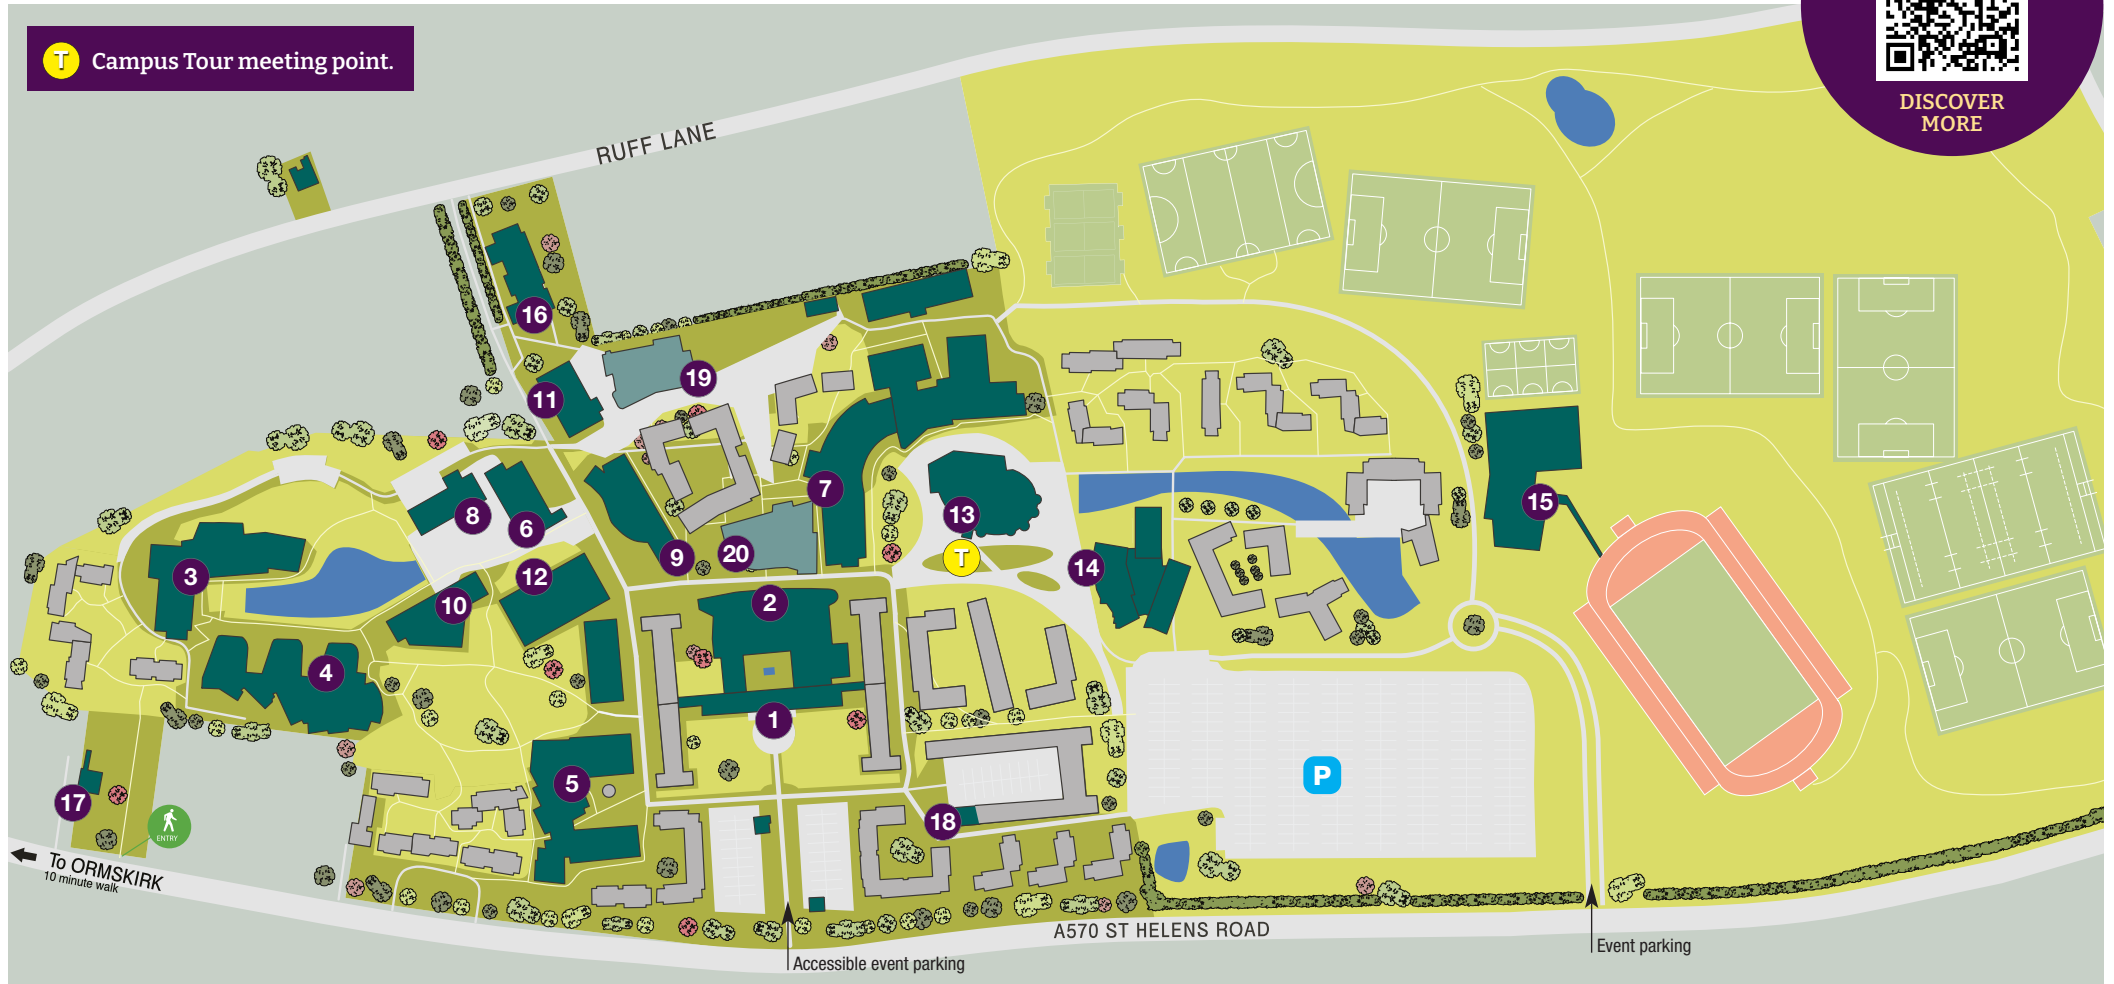 T Campus Tour meeting point.
DISCOVER
MORE
RUFF LANE
16
19
11
7
8
6
13
15
9
20
T
14
3
12
10
2
4
1
5
P
17
18
ENTRY
To ORMSKIRK
10 minute walk
A570 ST HELENS ROAD
Event parking
Accessible event parking